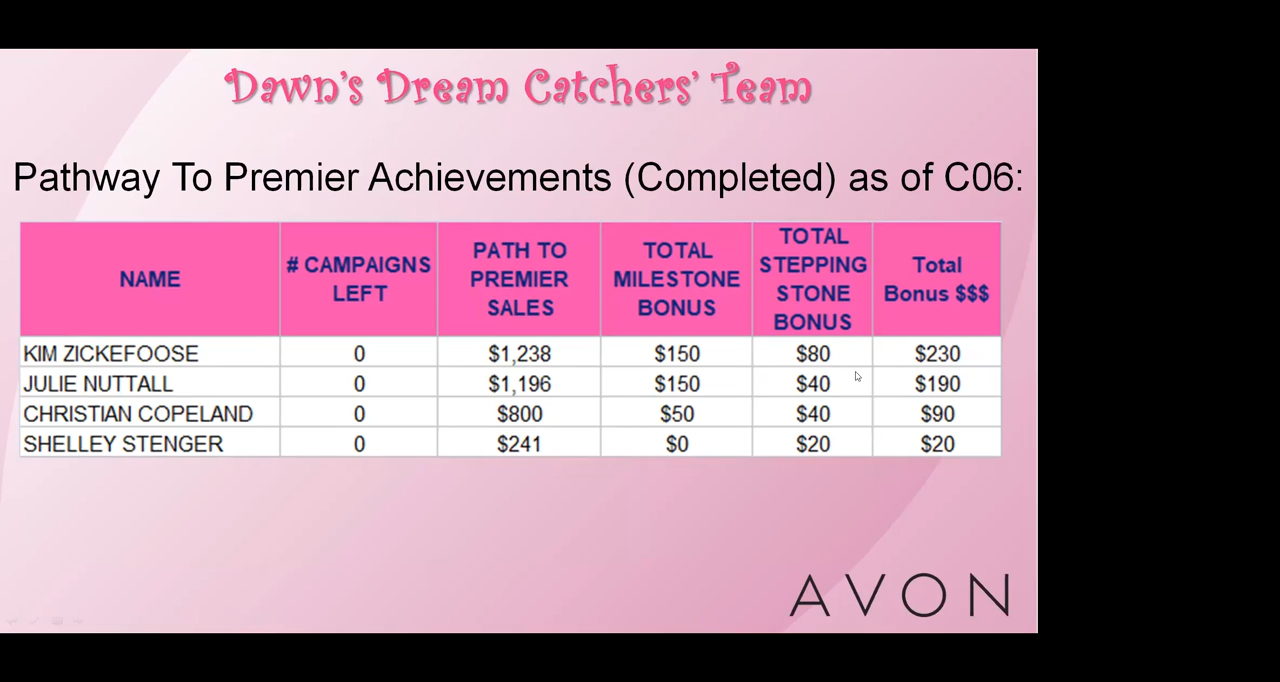 Dawn's Dream Catchers' Team
Pathway To Premier Achievements (Completed) as of C06:
NAME # CAMPAIGNS LEFT PATH TO PREMIER SALES TOTAL MILESTONE BONUS TOTAL STEPPING STONE BONUS Total Bonus $$$
KIM ZICKEFOOSE 0 $1,238 $150 $80 $230
JULIE NUTTALL 0 $1,196 $150 $40 $190
CHRISTIAN COPELAND 0 $800 $50 $40 $90
SHELLEY STENGER 0 $241 $0 $20 $20
AVON